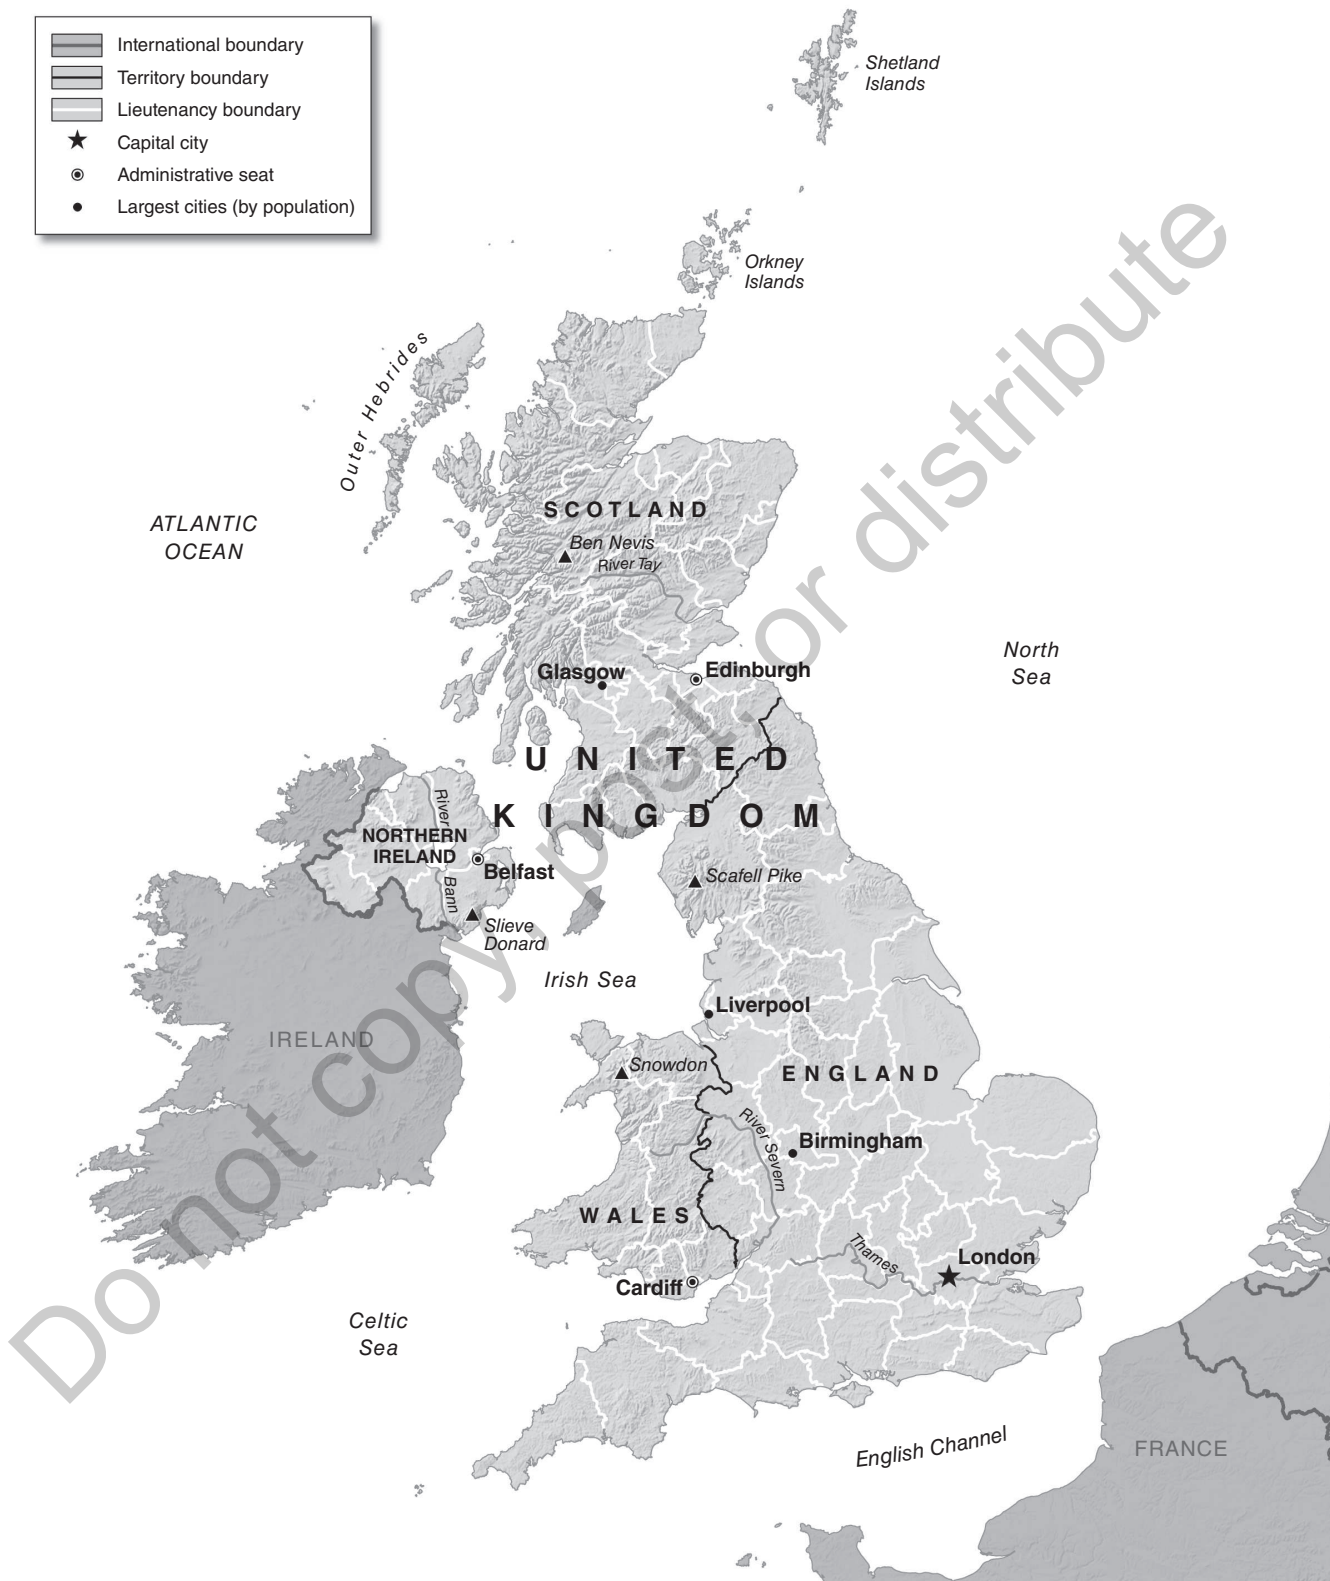 International boundary
Territory boundary
Lieutenancy boundary
Capital city
Administrative seat
Largest cities (by population)
Shetland
Islands
Orkney
Islands
Outer Hebrides
ATLANTIC
OCEAN
SCOTLAND
Ben Nevis
River Tay
North
Sea
Glasgow
Edinburgh
UNITED
KINGDOM
River Bann
NORTHERN
IRELAND
Belfast
Scafell Pike
Slieve
Donard
Irish Sea
Liverpool
IRELAND
Snowdon
ENGLAND
River Severn
Birmingham
WALES
Thames
London
Cardiff
Celtic
Sea
English Channel
FRANCE
Do not copy, post, or distribute